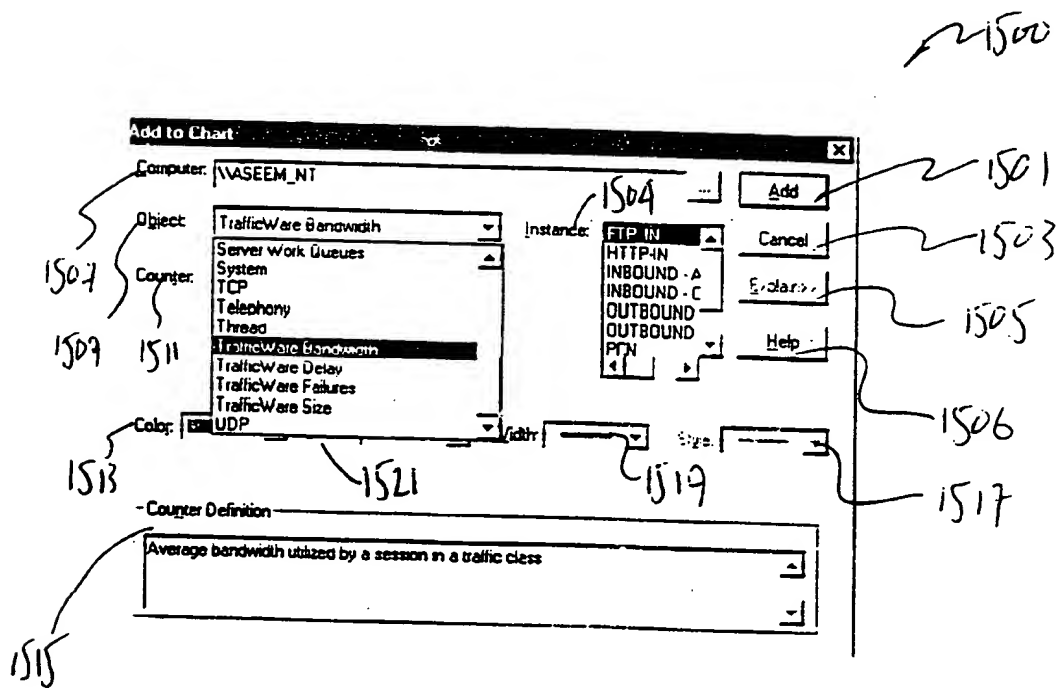 1500
Add to Chart
Computer: \\ASEEM_NT ... Add 1501
Object: TrafficWare Bandwidth Instance: 1504 FTP-IN Cancel 1503
Server Work Queues HTTP-IN
1507 Counter: System INBOUND - A
TCP INBOUND - C Explain>> 1505
Telephony OUTBOUND
1509 1511 Thread OUTBOUND
TrafficWare Bandwidth Help
TrafficWare Delay
TrafficWare Failures
TrafficWare Size 1506
Color: UDP Width: Style:
1513 1521 1519 1517
Counter Definition
Average bandwidth utilized by a session in a traffic class
1515